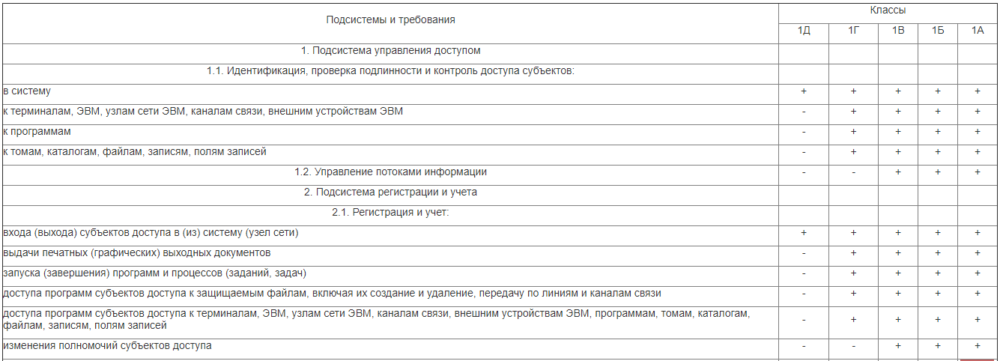 Подсистемы и требования
Классы
1Д 1Г 1В 1Б 1А
1. Подсистема управления доступом
1.1. Идентификация, проверка подлинности и контроль доступа субъектов:
в систему + + + + +
к терминалам, ЭВМ, узлам сети ЭВМ, каналам связи, внешним устройствам ЭВМ - + + + +
к программам - + + + +
к томам, каталогам, файлам, записям, полям записей - + + + +
1.2. Управление потоками информации - - + + +
2. Подсистема регистрации и учета
2.1. Регистрация и учет:
входа (выхода) субъектов доступа в (из) систему (узел сети) + + + + +
выдачи печатных (графических) выходных документов - + + + +
запуска (завершения) программ и процессов (заданий, задач) - + + + +
доступа программ субъектов доступа к защищаемым файлам, включая их создание и удаление, передачу по линиям и каналам связи - + + + +
доступа программ субъектов доступа к терминалам, ЭВМ, узлам сети ЭВМ, каналам связи, внешним устройствам ЭВМ, программам, томам, каталогам,
файлам, записям, полям записей - + + + +
изменения полномочий субъектов доступа - - + + +